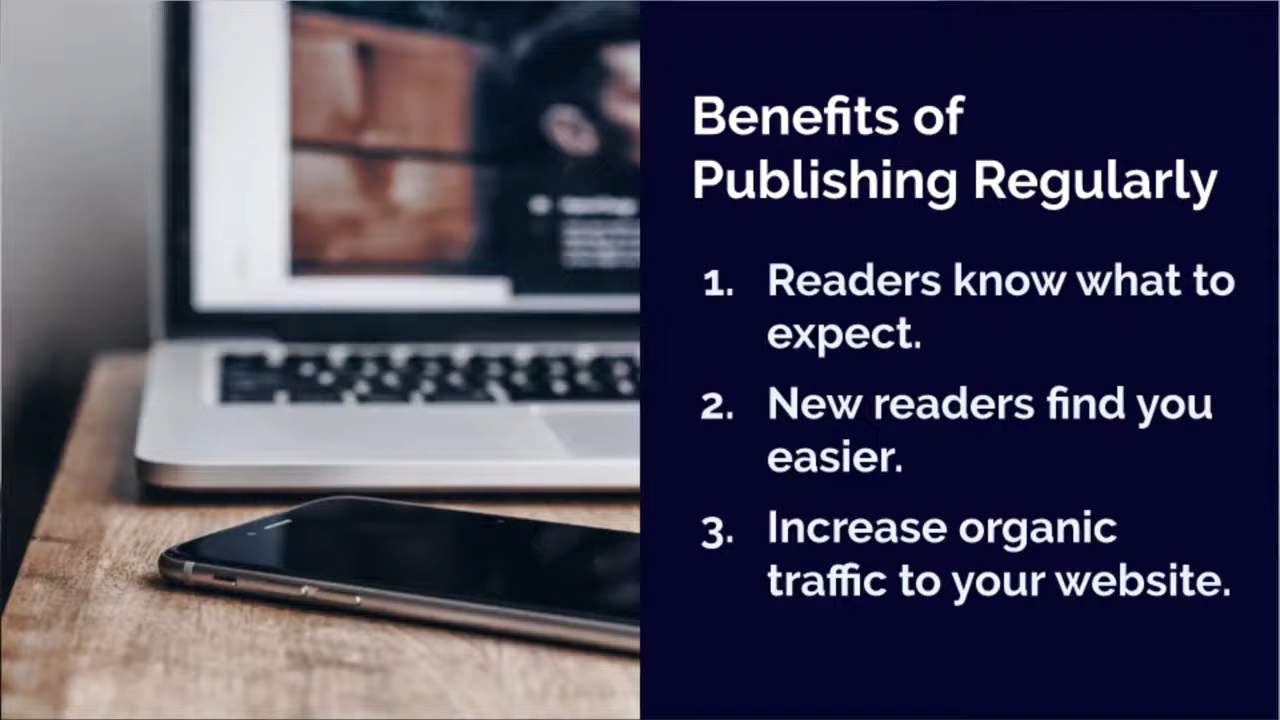 Benefits of
Publishing Regularly
1. Readers know what to
expect.
2. New readers find you
easier.
3. Increase organic
traffic to your website.